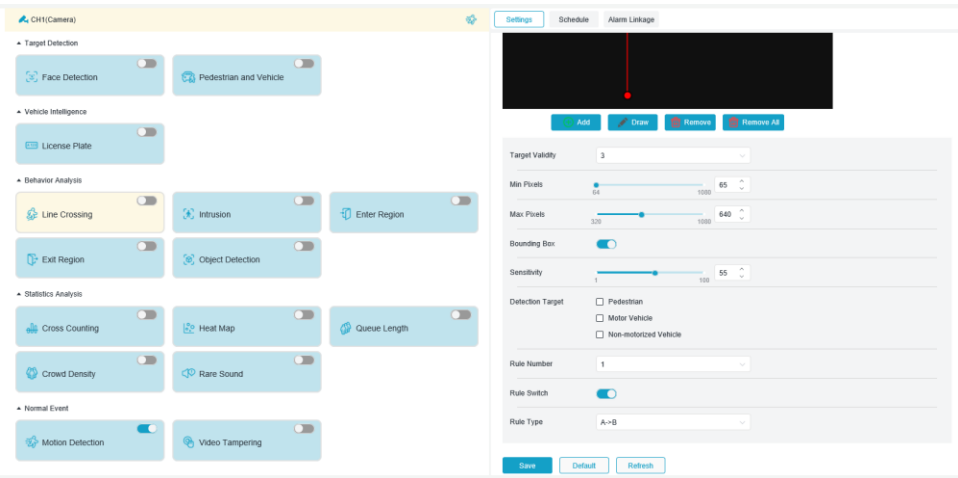 CH1(Camera)
Target Detection
Face Detection
Pedestrian and Vehicle
Vehicle Intelligence
License Plate
Behavior Analysis
Line Crossing
Intrusion
Enter Region
Exit Region
Object Detection
Statistics Analysis
Cross Counting
Heat Map
Queue Length
Crowd Density
Rare Sound
Normal Event
Motion Detection
Video Tampering
Settings Schedule Alarm Linkage
Add Draw Remove Remove All
Target Validity 3
Min Pixels 65
64 1080
Max Pixels 640
320 1080
Bounding Box
Sensitivity 55
1 100
Detection Target Pedestrian
Motor Vehicle
Non-motorized Vehicle
Rule Number 1
Rule Switch
Rule Type A->B
Save Default Refresh